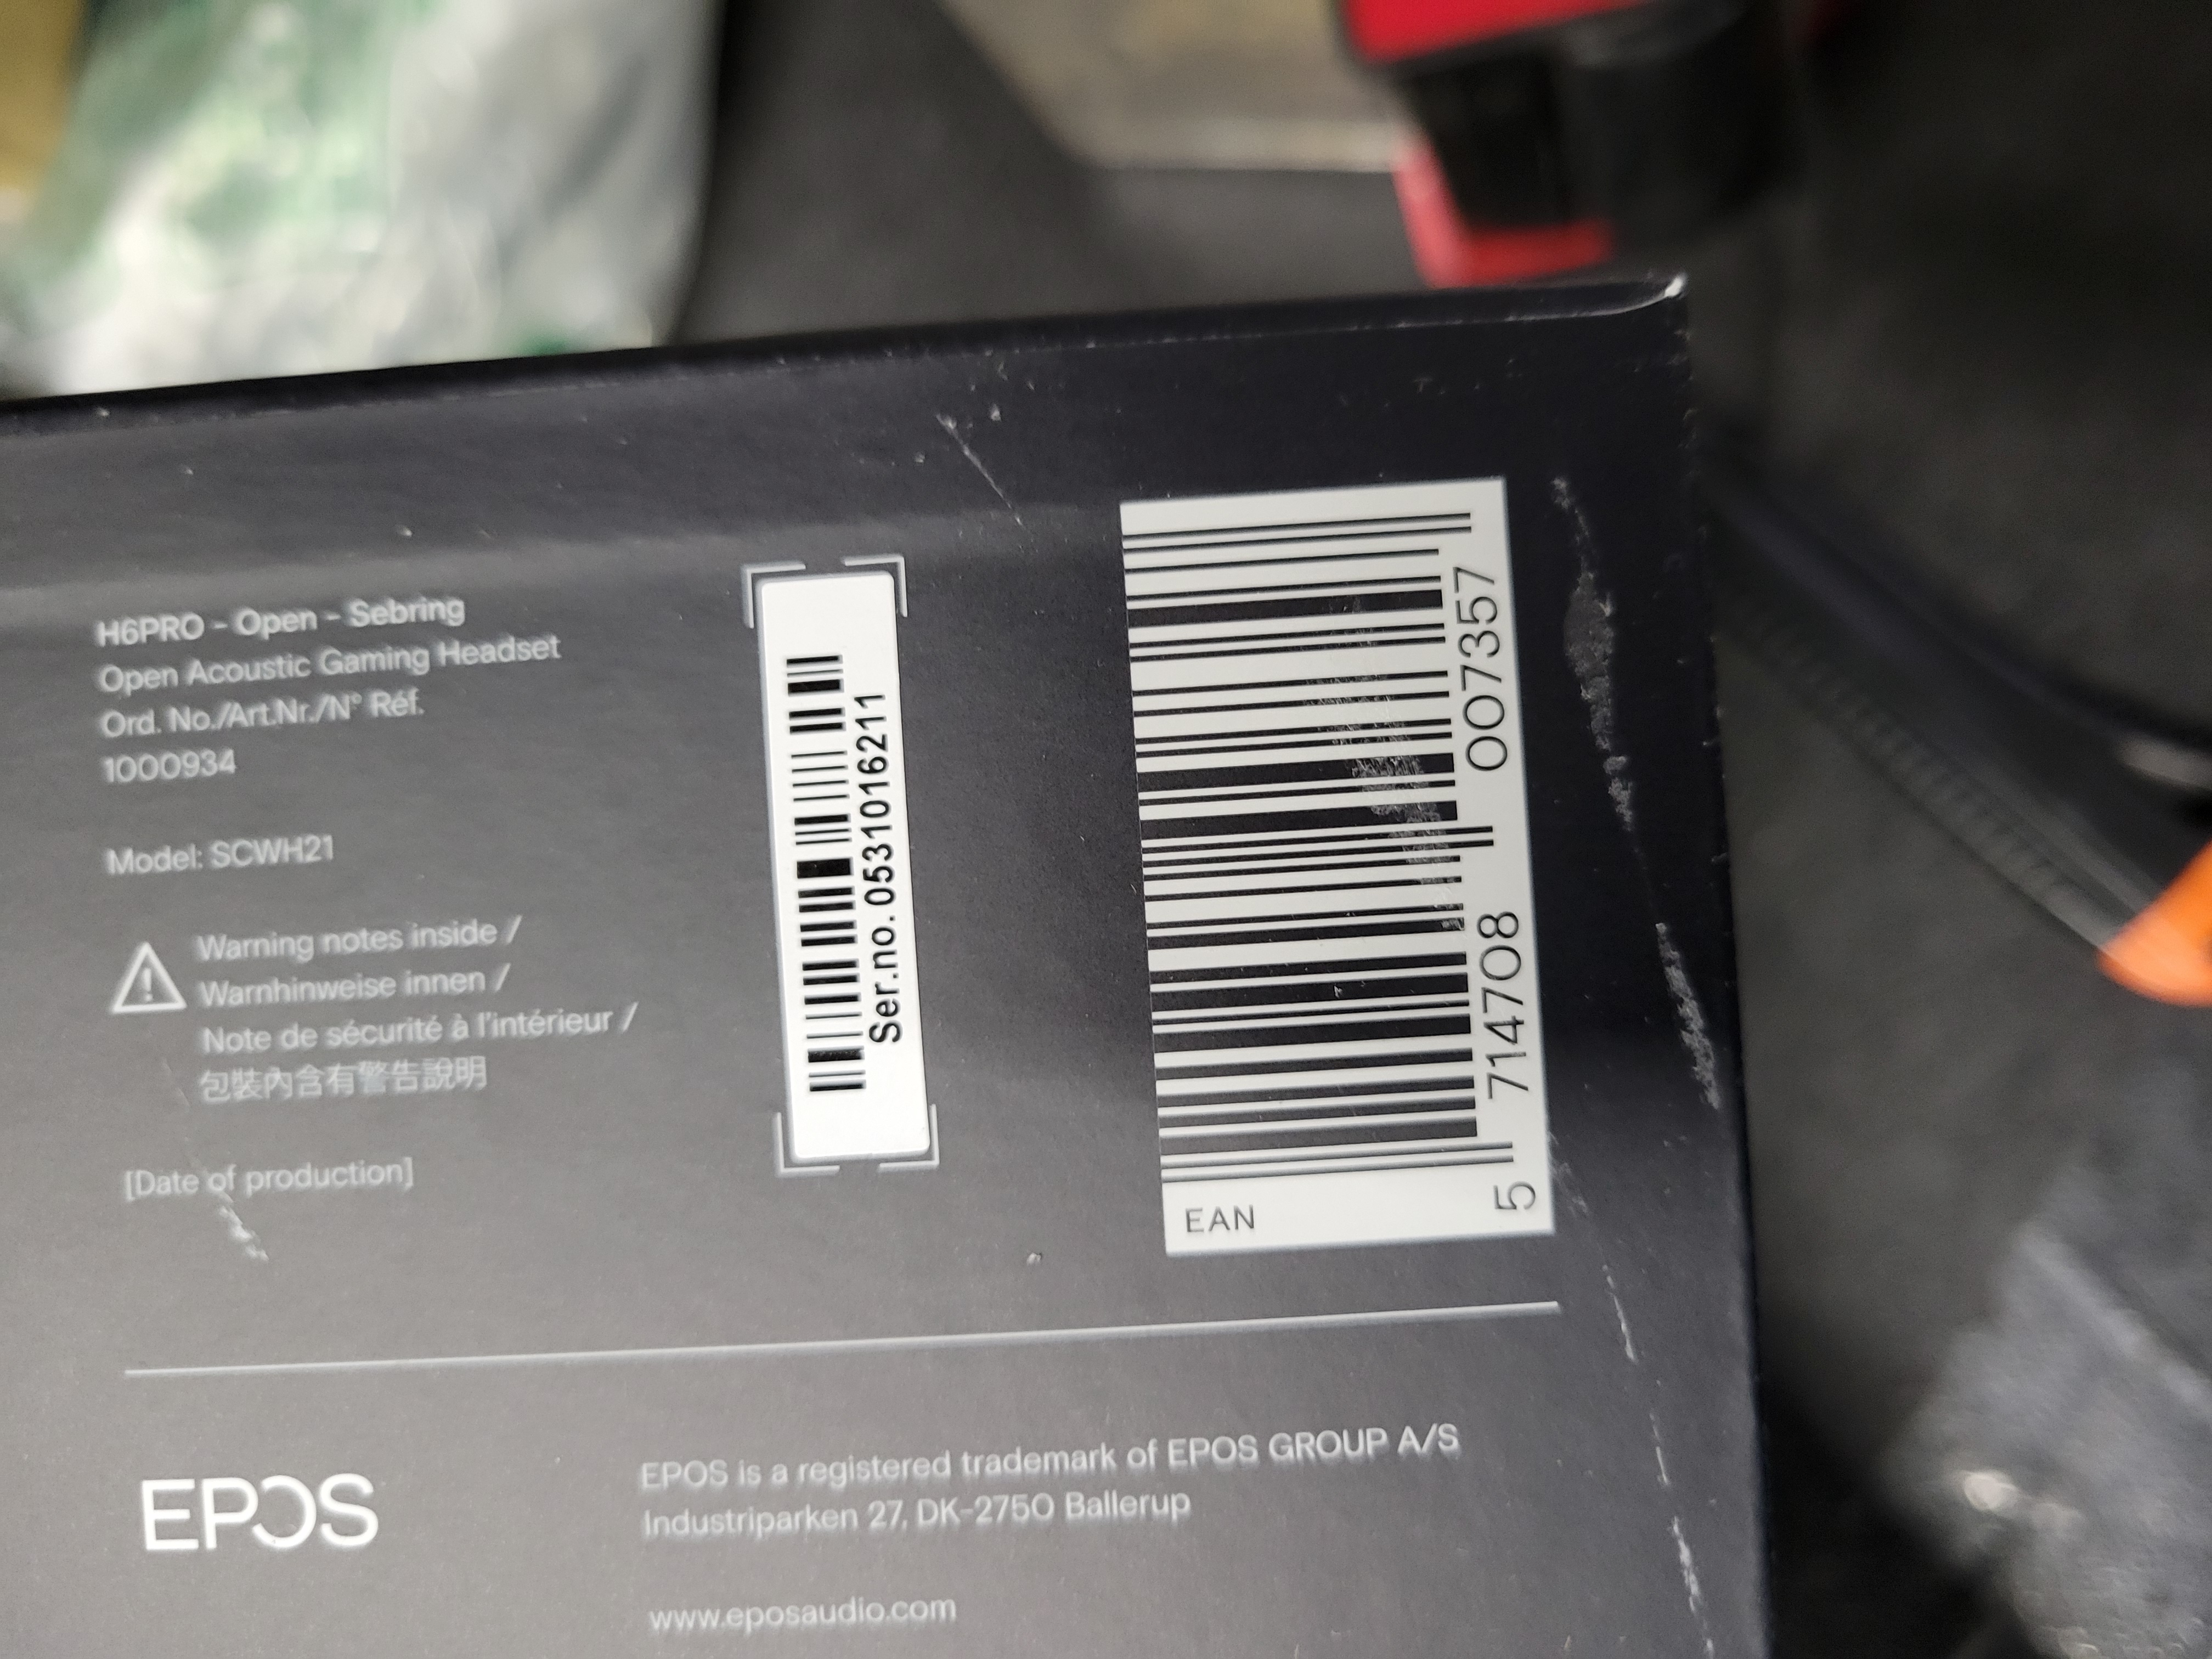 H6PRO - Open - Sebring
Open Acoustic Gaming Headset
Ord. No./Art.Nr./N° Réf.
1000934
Model: SCWH21
Warning notes inside /
Warnhinweise innen /
Note de sécurité à l'intérieur /
包裝內含有警告說明
[Date of production]
Ser.no. 0531016211
EAN
5 714708 007357
EPOS
EPOS is a registered trademark of EPOS GROUP A/S
Industriparken 27, DK-2750 Ballerup
www.eposaudio.com